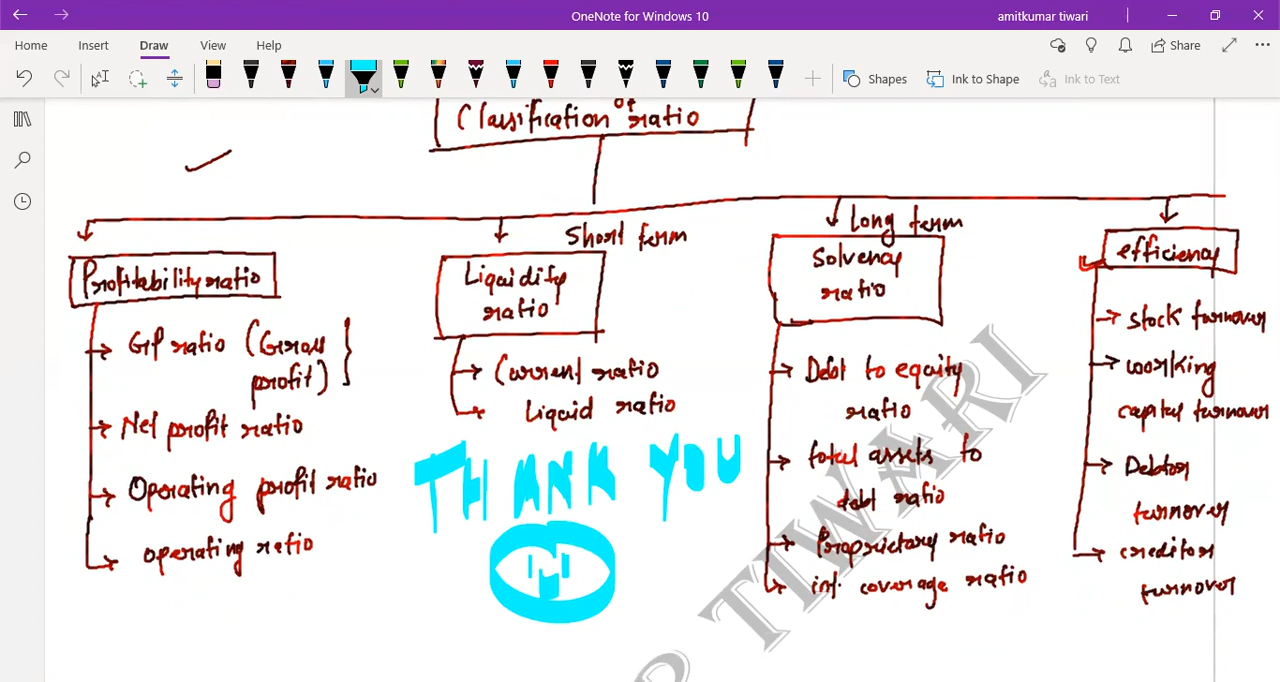 OneNote for Windows 10
amitkumar tiwari
Home Insert Draw View Help
Share
Shapes
Ink to Shape
Ink to Text
Classification of ratio
Short term
Long term
Profitability ratio
GP ratio (Gross
profit)
Net profit ratio
Operating profit ratio
operating ratio
Liquidity
ratio
Current ratio
Liquid ratio
THANK YOU
Solvency
ratio
Debt to equity
ratio
total assets to
debt ratio
Proprietary ratio
int. coverage ratio
efficiency
stock turnover
working
capital turnover
Debtor
turnover
creditor
turnover
P TIWARI